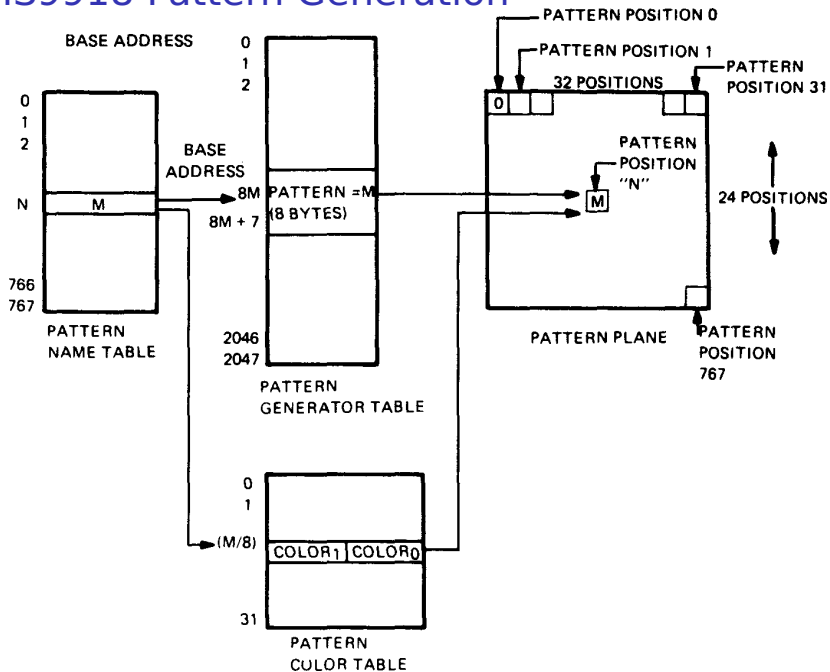 PATTERN POSITION 0
BASE ADDRESS
0
1
2
PATTERN POSITION 1
32 POSITIONS
PATTERN
POSITION 31
0
0
1
2
N
M
766
767
PATTERN
NAME TABLE
BASE
ADDRESS
8M
8M + 7
PATTERN =M
(8 BYTES)
2046
2047
PATTERN
GENERATOR TABLE
PATTERN
POSITION
"N"
M
24 POSITIONS
PATTERN PLANE
PATTERN
POSITION
767
0
1
(M/8)
COLOR1 COLOR0
31
PATTERN
COLOR TABLE